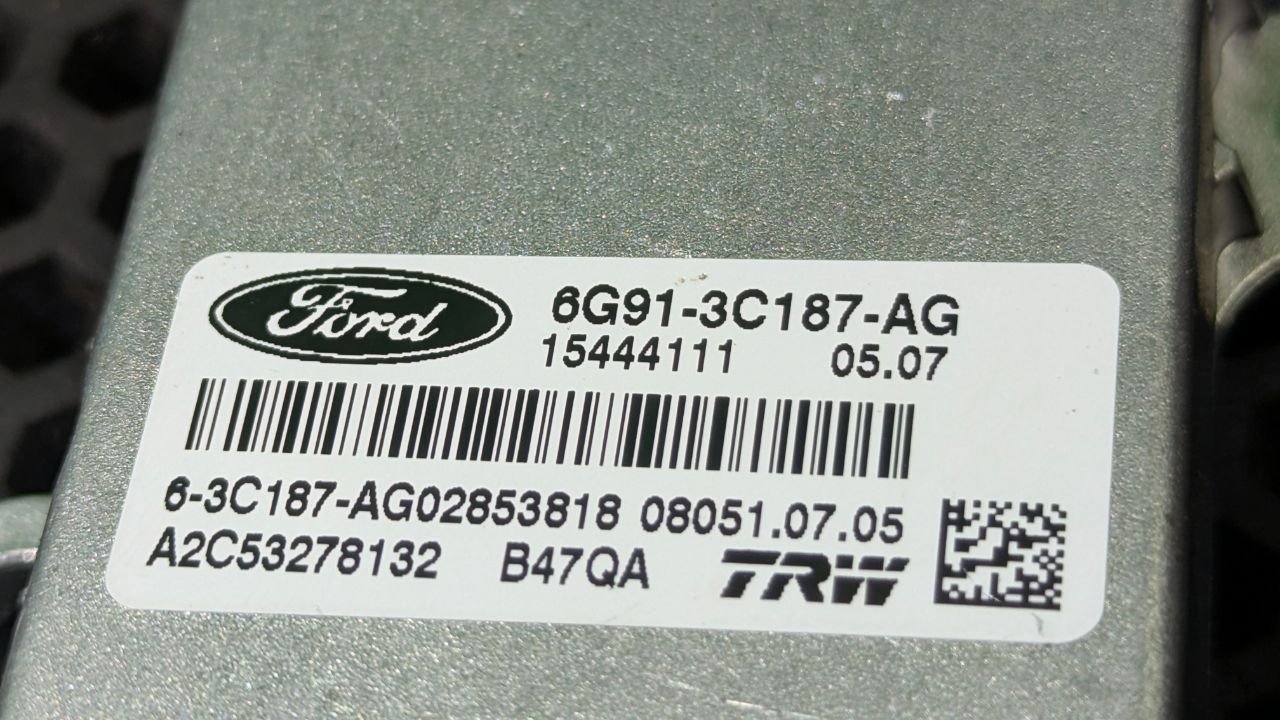 Ford 6G91-3C187-AG
15444111 05.07
6-3C187-AG02853818 08051.07.05
A2C53278132 B47QA TRW